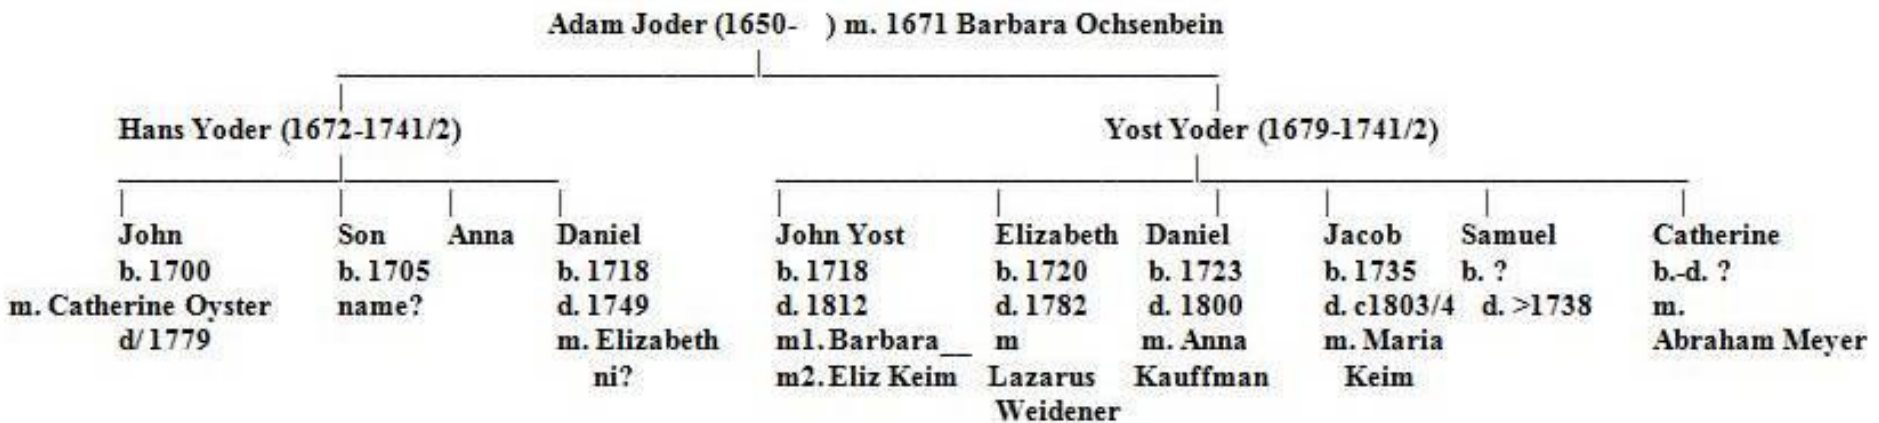 Adam Joder (1650-   ) m. 1671 Barbara Ochsenbein
Hans Yoder (1672-1741/2)   Yost Yoder (1679-1741/2)
John   Son   Anna   Daniel   John Yost   Elizabeth   Daniel   Jacob   Samuel   Catherine
b. 1700   b. 1705   b. 1718   b. 1718   b. 1720   b. 1723   b. 1735   b. ?   b.-d. ?
m. Catherine Oyster   name?   d. 1749   d. 1812   d. 1782   d. 1800   d. c1803/4   d. >1738   m.
d/ 1779   m. Elizabeth   m1. Barbara__   m   m. Anna   m. Maria   Abraham Meyer
ni?   m2. Eliz Keim   Lazarus   Kauffman   Keim
Weidener